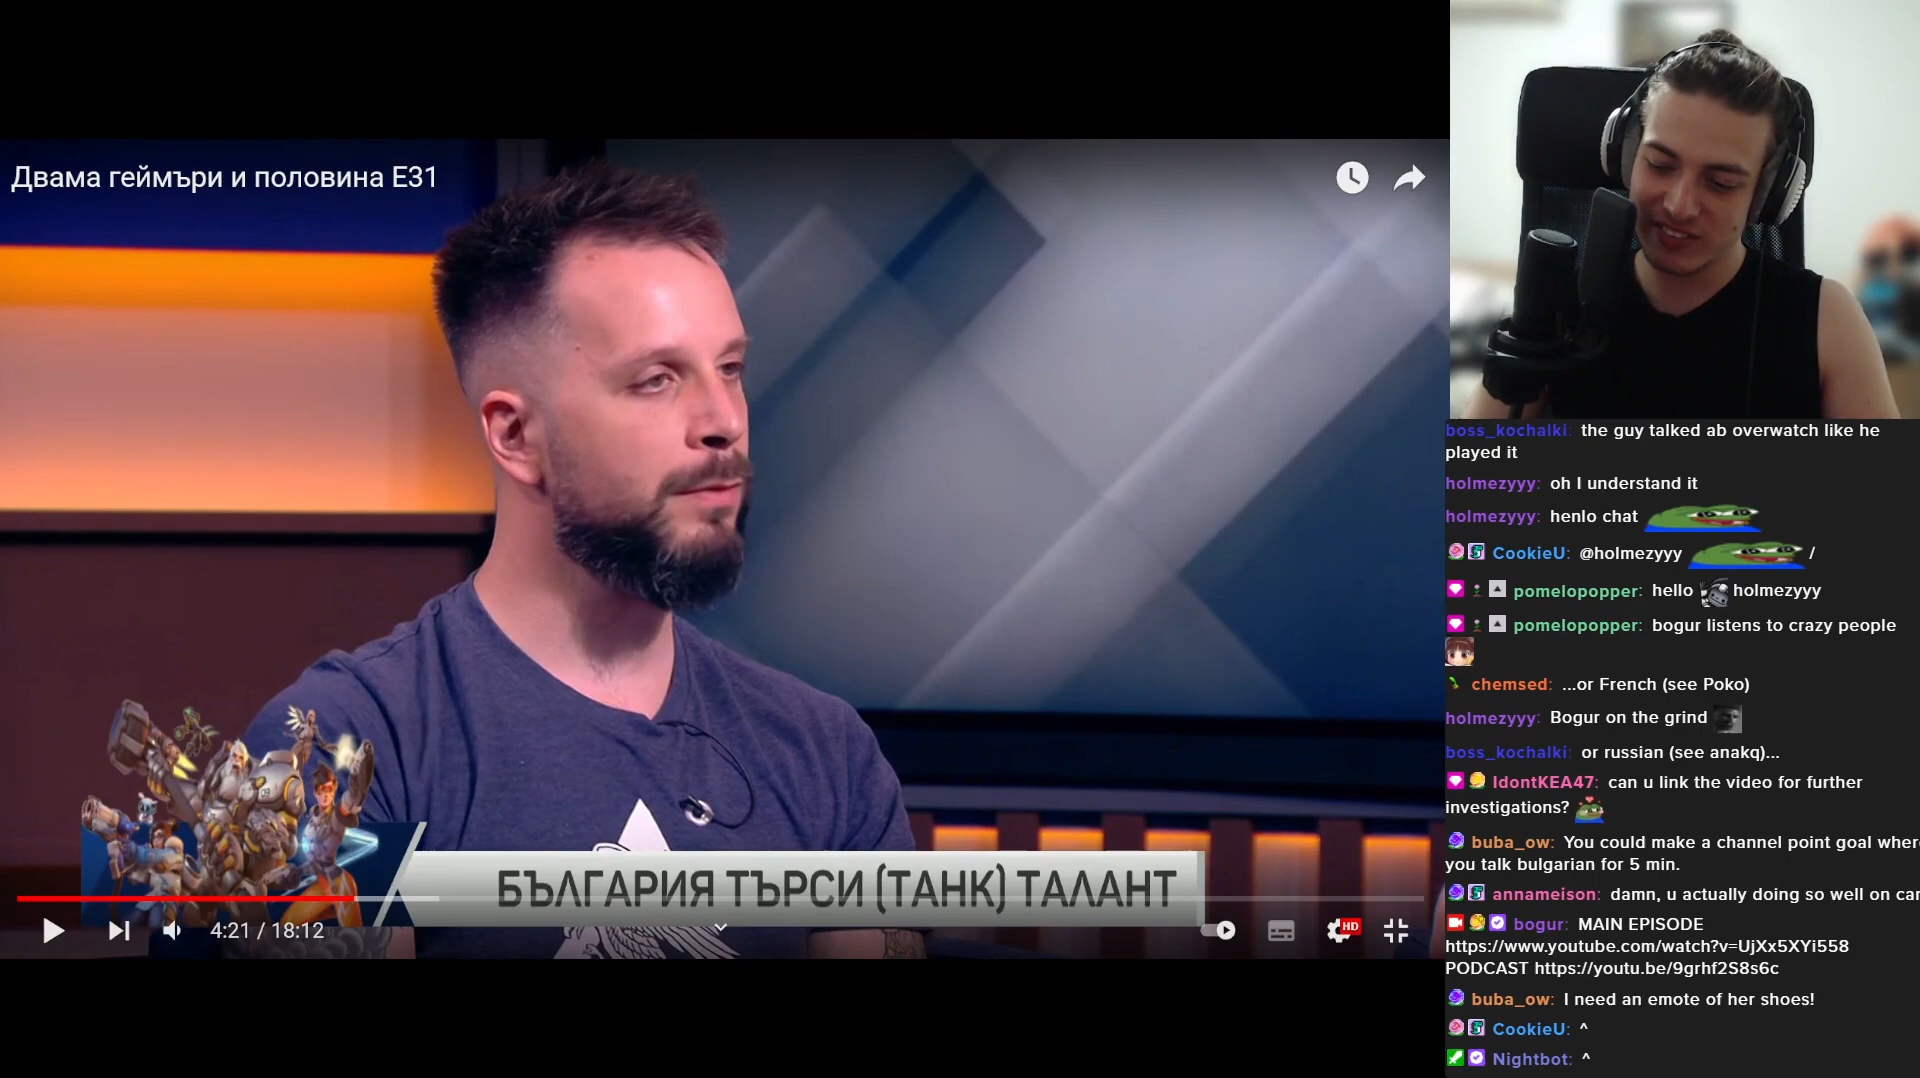 Двама геймъри и половина E31
БЪЛГАРИЯ ТЪРСИ (ТАНК) ТАЛАНТ
4:21 / 18:12
HD
boss_kochalki: the guy talked ab overwatch like he
played it
holmezyyy: oh I understand it
holmezyyy: henlo chat
CookieU: @holmezyyy /
pomelopopper: hello holmezyyy
pomelopopper: bogur listens to crazy people
chemsed: ...or French (see Poko)
holmezyyy: Bogur on the grind
boss_kochalki: or russian (see anakq)...
IdontKEA47: can u link the video for further
investigations?
buba_ow: You could make a channel point goal where
you talk bulgarian for 5 min.
annameison: damn, u actually doing so well on can
bogur: MAIN EPISODE
https://www.youtube.com/watch?v=UjXx5XYi558
PODCAST https://youtu.be/9grhf2S8s6c
buba_ow: I need an emote of her shoes!
CookieU: ^
Nightbot: ^